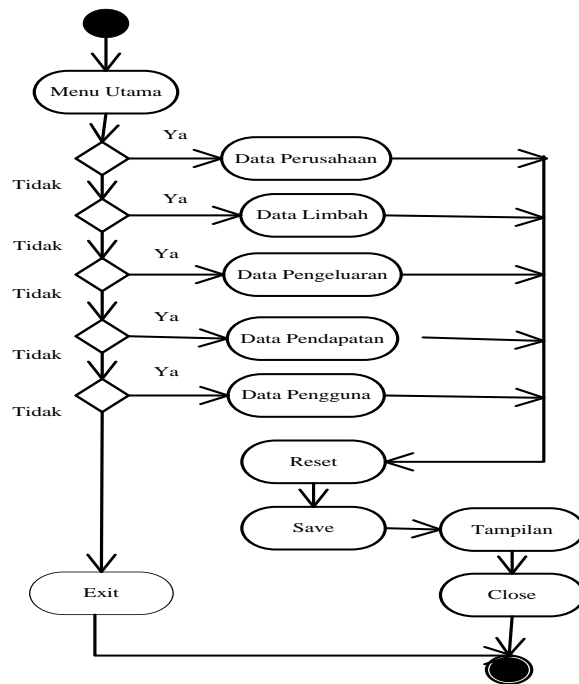 Menu Utama
Ya
Data Perusahaan
Tidak
Ya
Data Limbah
Tidak
Ya
Data Pengeluaran
Tidak
Ya
Data Pendapatan
Tidak
Ya
Data Pengguna
Tidak
Reset
Save
Tampilan
Exit
Close